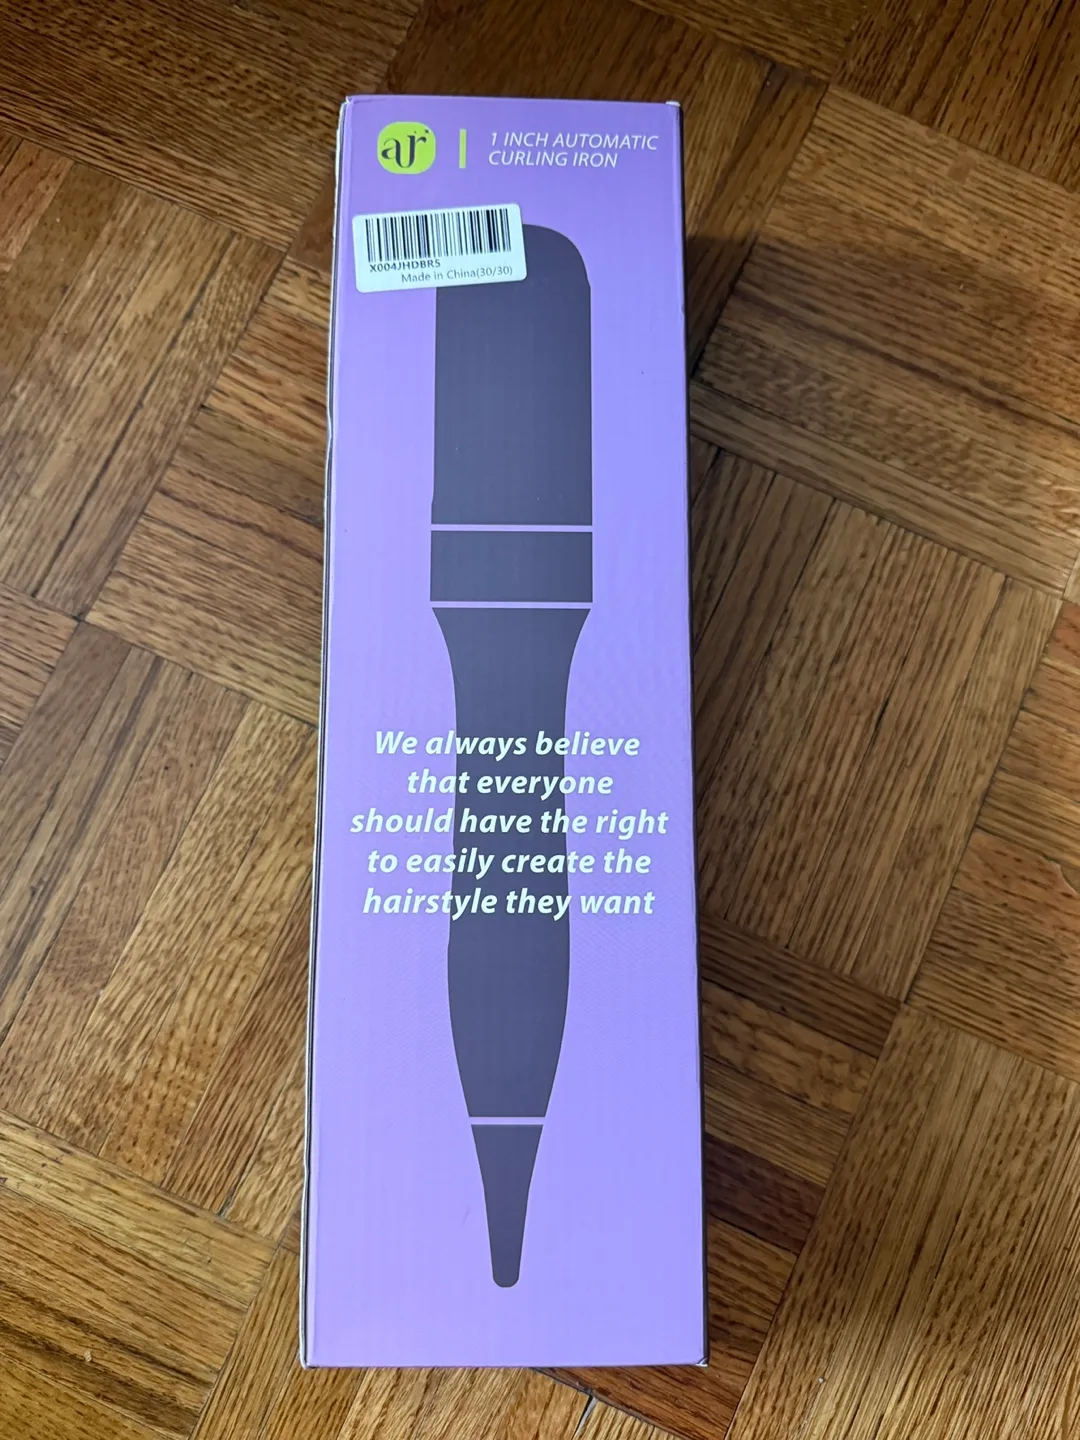 ar
1 INCH AUTOMATIC
CURLING IRON
X004JHDBR5
Made in China(30/30)
We always believe
that everyone
should have the right
to easily create the
hairstyle they want